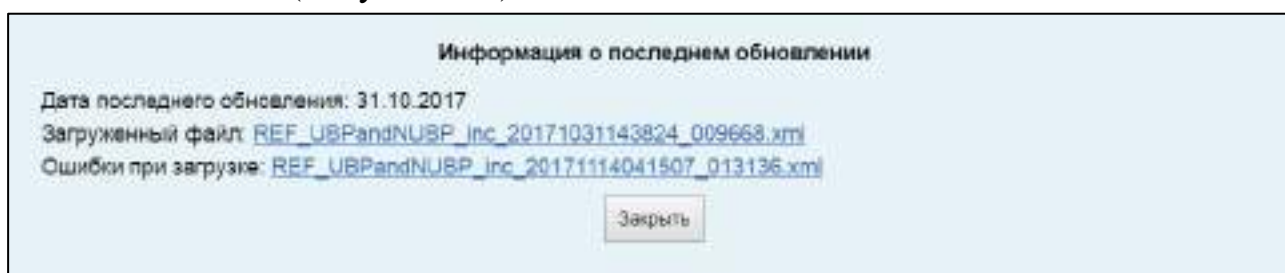 Информация о последнем обновлении
Дата последнего обновления: 31.10.2017
Загруженный файл: REF_UBPandNUBP_inc_20171031143824_009668.xml
Ошибки при загрузке: REF_UBPandNUBP_inc_20171114041507_013136.xml
Закрыть